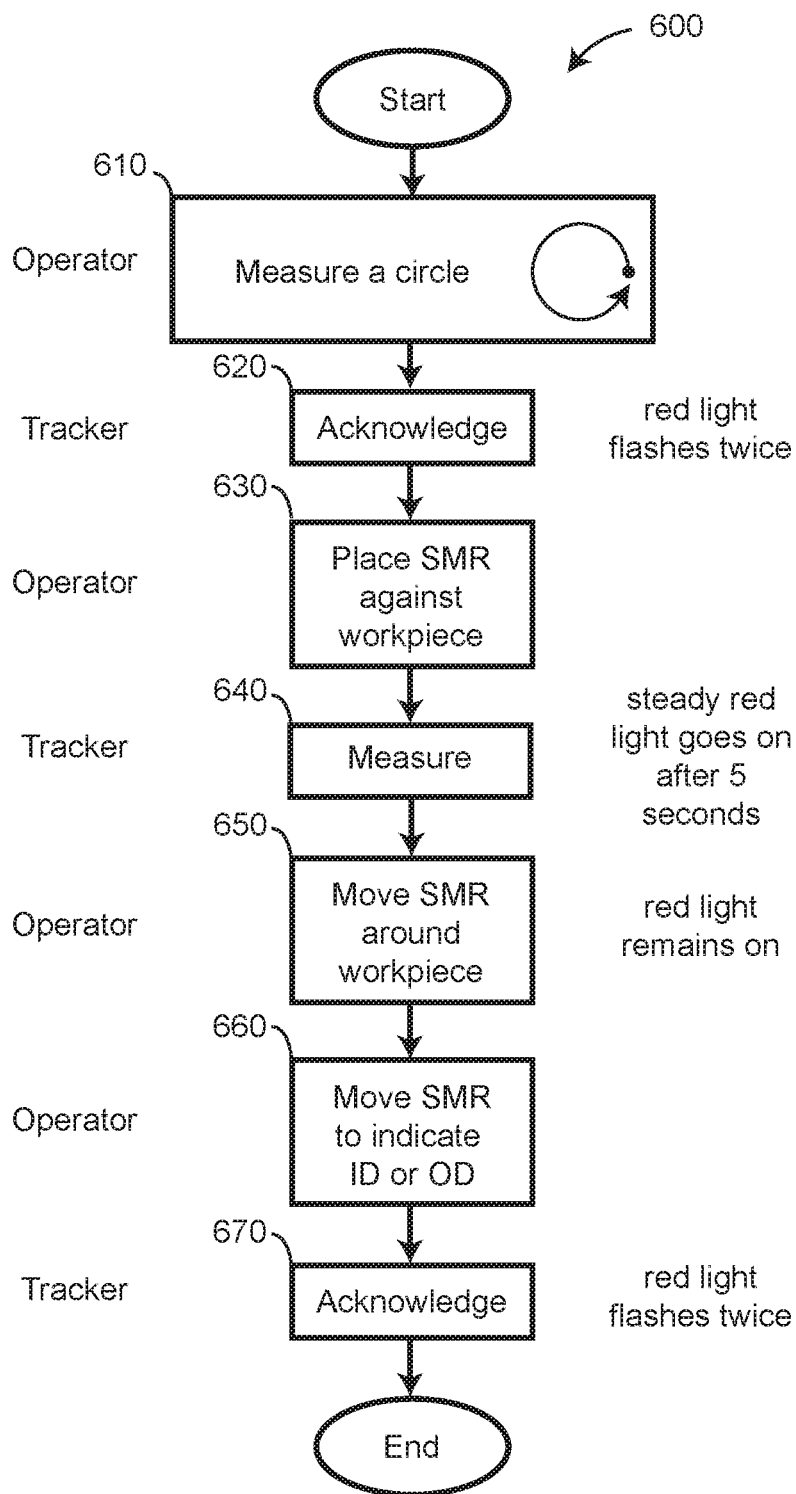 600
Start
610
Operator
Measure a circle
620
Tracker
Acknowledge
red light
flashes twice
630
Operator
Place SMR
against
workpiece
640
Tracker
Measure
steady red
light goes on
after 5
seconds
650
Operator
Move SMR
around
workpiece
red light
remains on
660
Operator
Move SMR
to indicate
ID or OD
670
Tracker
Acknowledge
red light
flashes twice
End